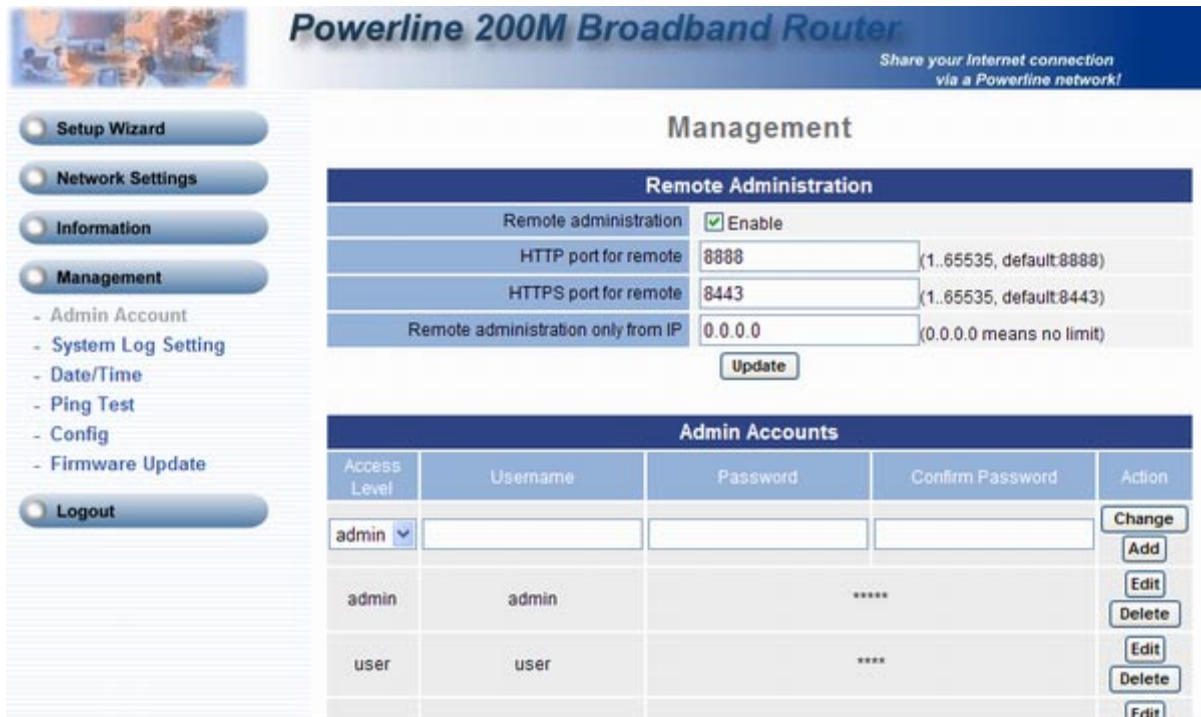 Powerline 200M Broadband Router
Share your Internet connection
via a Powerline network!
Setup Wizard
Network Settings
Information
Management
- Admin Account
- System Log Setting
- Date/Time
- Ping Test
- Config
- Firmware Update
Logout
Management
Remote Administration
Remote administration Enable
HTTP port for remote 8888 (1..65535, default:8888)
HTTPS port for remote 8443 (1..65535, default:8443)
Remote administration only from IP 0.0.0.0 (0.0.0.0 means no limit)
Update
Admin Accounts
Access Level Username Password Confirm Password Action
admin Change
Add
admin admin ***** Edit
Delete
user user **** Edit
Delete
Edit